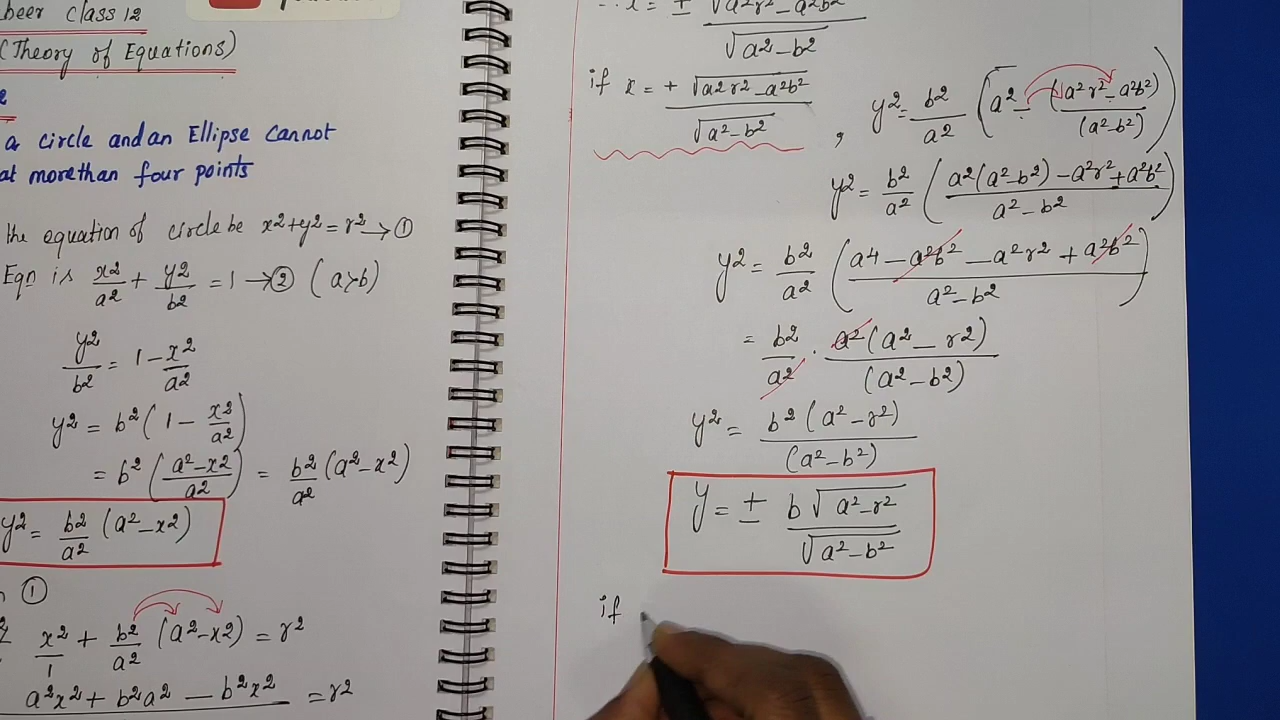 beer class 12
(Theory of Equations)
a circle and an Ellipse Cannot
at more than four points
the equation of circle be x²+y²=r² → ①
Eqn is x²/a² + y²/b² = 1 → ② (a>b)
y²/b² = 1 - x²/a²
y² = b² (1 - x²/a²)
= b² ((a²-x²)/a²) = b²/a² (a²-x²)
y² = b²/a² (a²-x²)
①
x²/1 + b²/a² (a²-x²) = r²
a²x² + b²a² - b²x² = r²
x = ± √(a²r²-a²b²)/√(a²-b²)
if x = + √(a²r²-a²b²)/√(a²-b²) , y² = b²/a² (a² - (a²r²-a²b²)/(a²-b²))
y² = b²/a² ((a²(a²-b²) - a²r² + a²b²)/(a²-b²))
y² = b²/a² ((a4 - a²b² - a²r² + a²b²)/(a²-b²))
= b²/a² . a²(a² - r²)/(a²-b²)
y² = b²(a²-r²)/(a²-b²)
y = ± b√(a²-r²)/√(a²-b²)
if